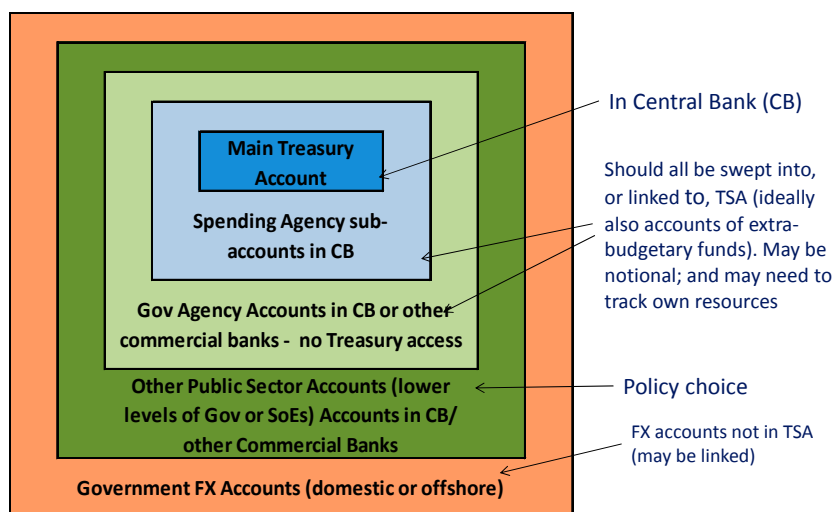 Main Treasury
Account
Spending Agency sub-
accounts in CB
Gov Agency Accounts in CB or other
commercial banks - no Treasury access
Other Public Sector Accounts (lower
levels of Gov or SoEs) Accounts in CB/
other Commercial Banks
Government FX Accounts (domestic or offshore)
In Central Bank (CB)
Should all be swept into,
or linked to, TSA (ideally
also accounts of extra-
budgetary funds). May be
notional; and may need to
track own resources
Policy choice
FX accounts not in TSA
(may be linked)